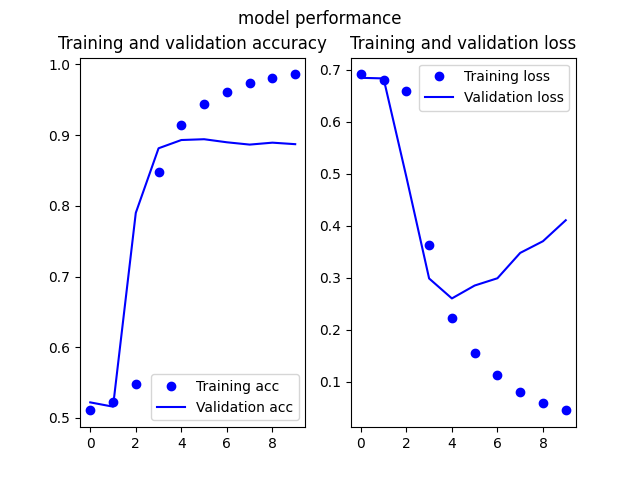 model performance
Training and validation accuracy
1.0
0.9
0.8
0.7
0.6
0.5
0 2 4 6 8
Training acc
Validation acc
Training and validation loss
0.7
0.6
0.5
0.4
0.3
0.2
0.1
0 2 4 6 8
Training loss
Validation loss